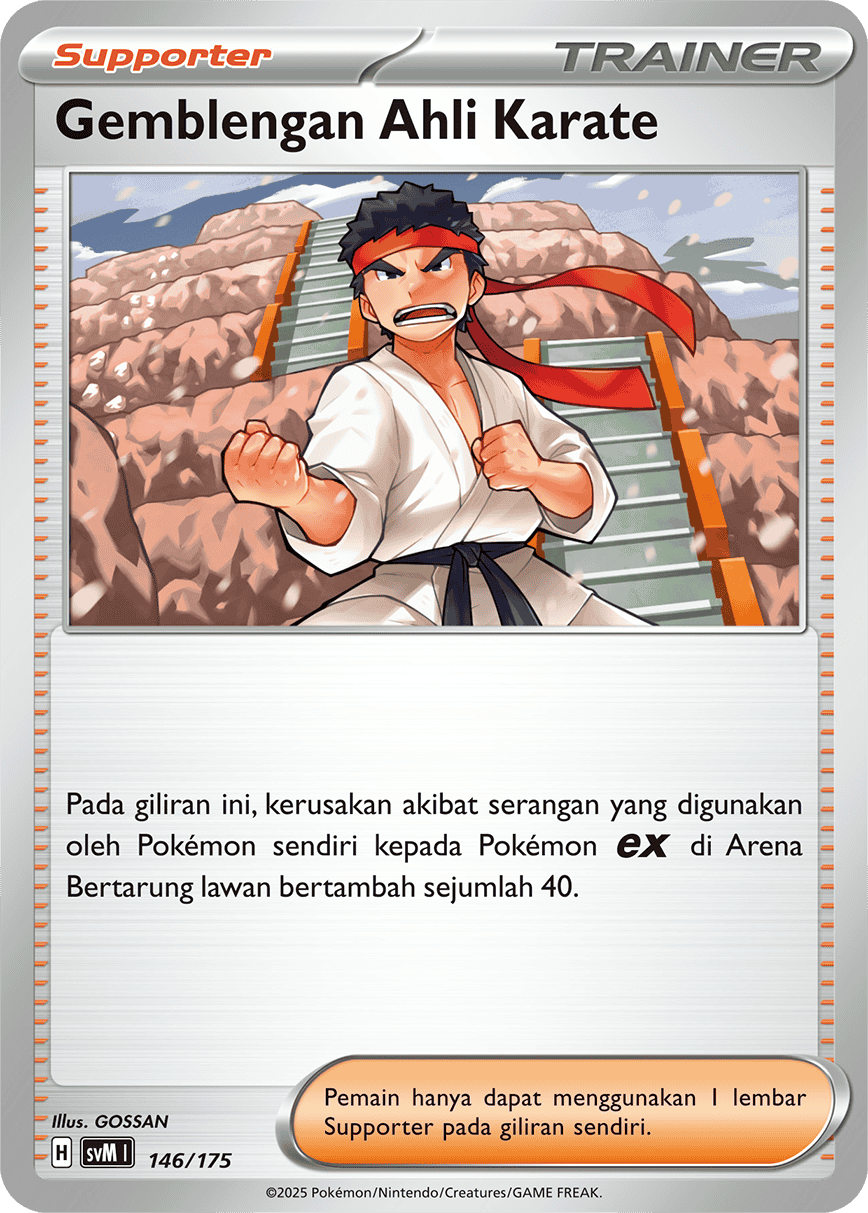 Supporter
TRAINER
Gemblengan Ahli Karate
Pada giliran ini, kerusakan akibat serangan yang digunakan
oleh Pokémon sendiri kepada Pokémon ex di Arena
Bertarung lawan bertambah sejumlah 40.
Pemain hanya dapat menggunakan 1 lembar
Supporter pada giliran sendiri.
Illus. GOSSAN
H svM I 146/175
©2025 Pokémon/Nintendo/Creatures/GAME FREAK.